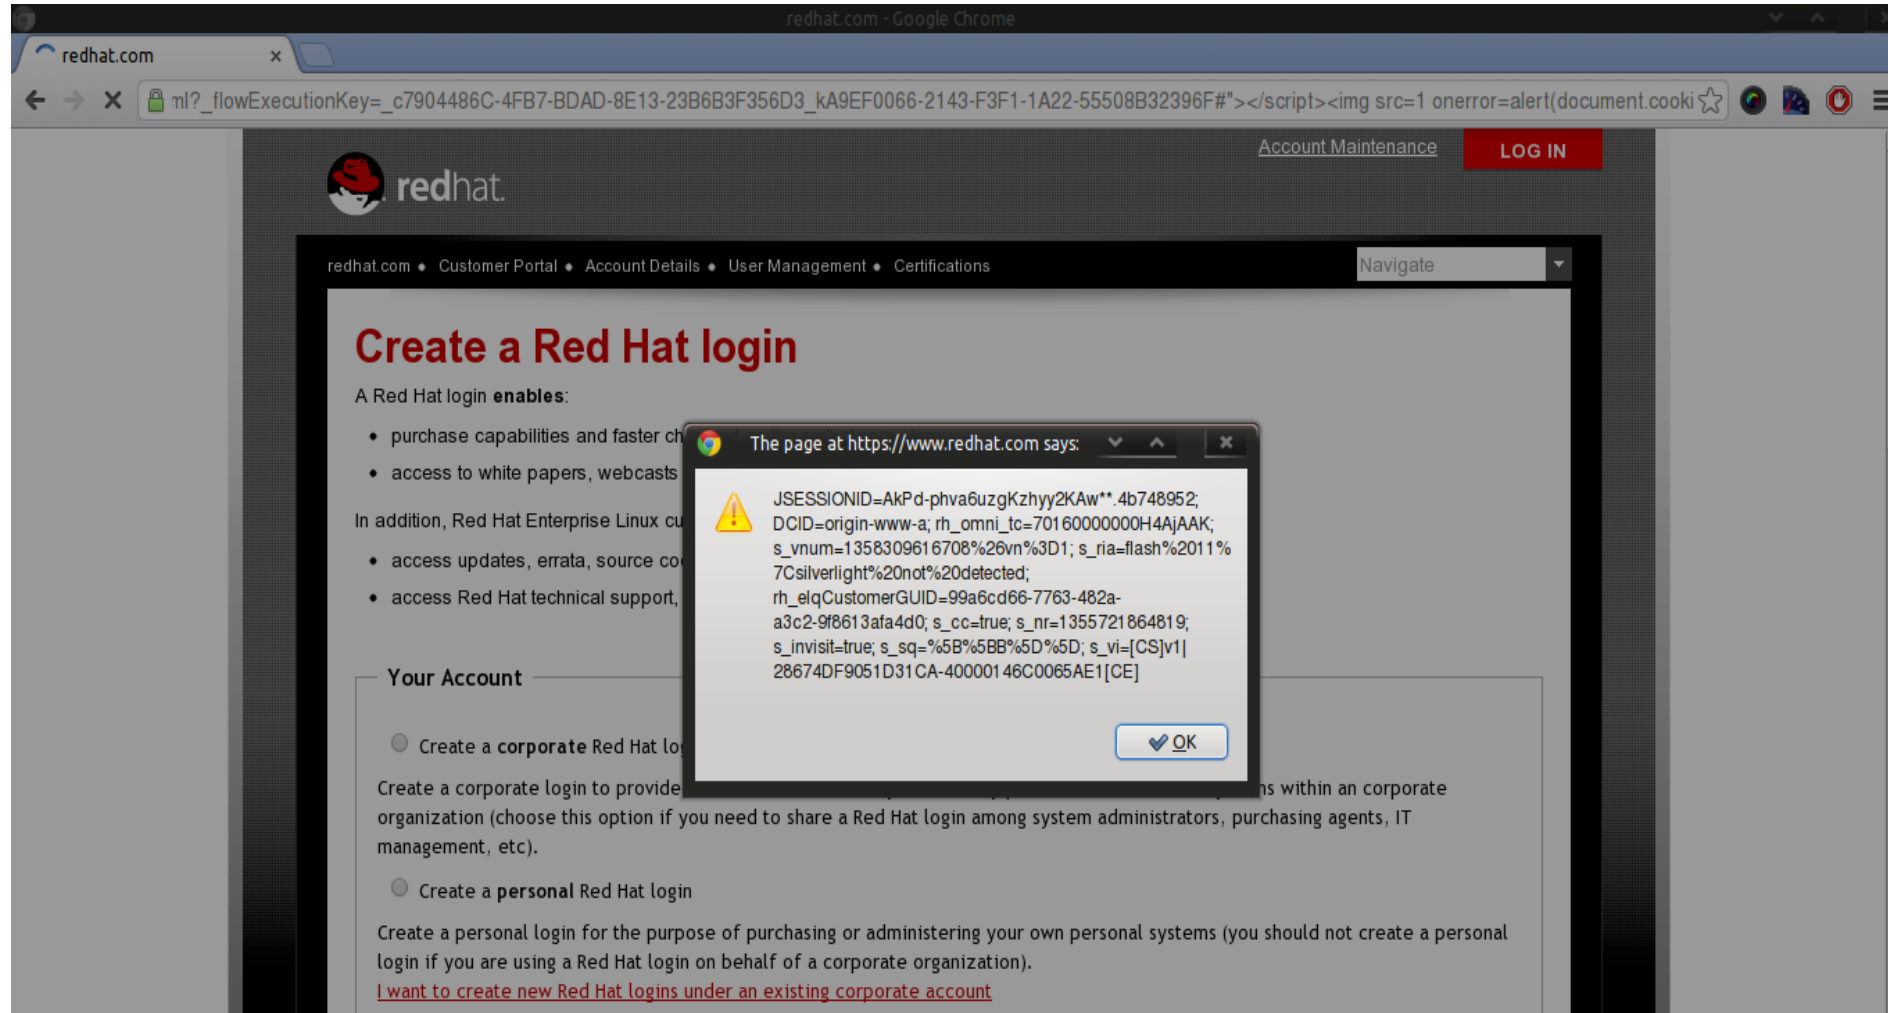 redhat.com - Google Chrome
redhat.com
ml?_flowExecutionKey=_c7904486C-4FB7-BDAD-8E13-23B6B3F356D3_kA9EF0066-2143-F3F1-1A22-55508B32396F#"></script><img src=1 onerror=alert(document.cooki
Account Maintenance
LOG IN
redhat.
redhat.com • Customer Portal • Account Details • User Management • Certifications
Navigate
Create a Red Hat login
A Red Hat login enables:
• purchase capabilities and faster
• access to white papers, webcasts
In addition, Red Hat Enterprise Linux
• access updates, errata, source
• access Red Hat technical support,
The page at https://www.redhat.com says:
JSESSIONID=AkPd-phva6uzgKzhyy2KAw**.4b748952;
DCID=origin-www-a; rh_omni_tc=70160000000H4AjAAK;
s_vnum=1358309616708%26vn%3D1; s_ria=flash%2011%
7Csilverlight%20not%20detected;
rh_elqCustomerGUID=99a6cd66-7763-482a-
a3c2-9f8613afa4d0; s_cc=true; s_nr=1355721864819;
s_invisit=true; s_sq=%5B%5BB%5D%5D; s_vi=[CS]v1|
28674DF9051D31CA-40000146C0065AE1[CE]
OK
Your Account
Create a corporate Red Hat
Create a corporate login to provide
within an corporate
organization (choose this option if you need to share a Red Hat login among system administrators, purchasing agents, IT
management, etc).
Create a personal Red Hat login
Create a personal login for the purpose of purchasing or administering your own personal systems (you should not create a personal
login if you are using a Red Hat login on behalf of a corporate organization).
I want to create new Red Hat logins under an existing corporate account